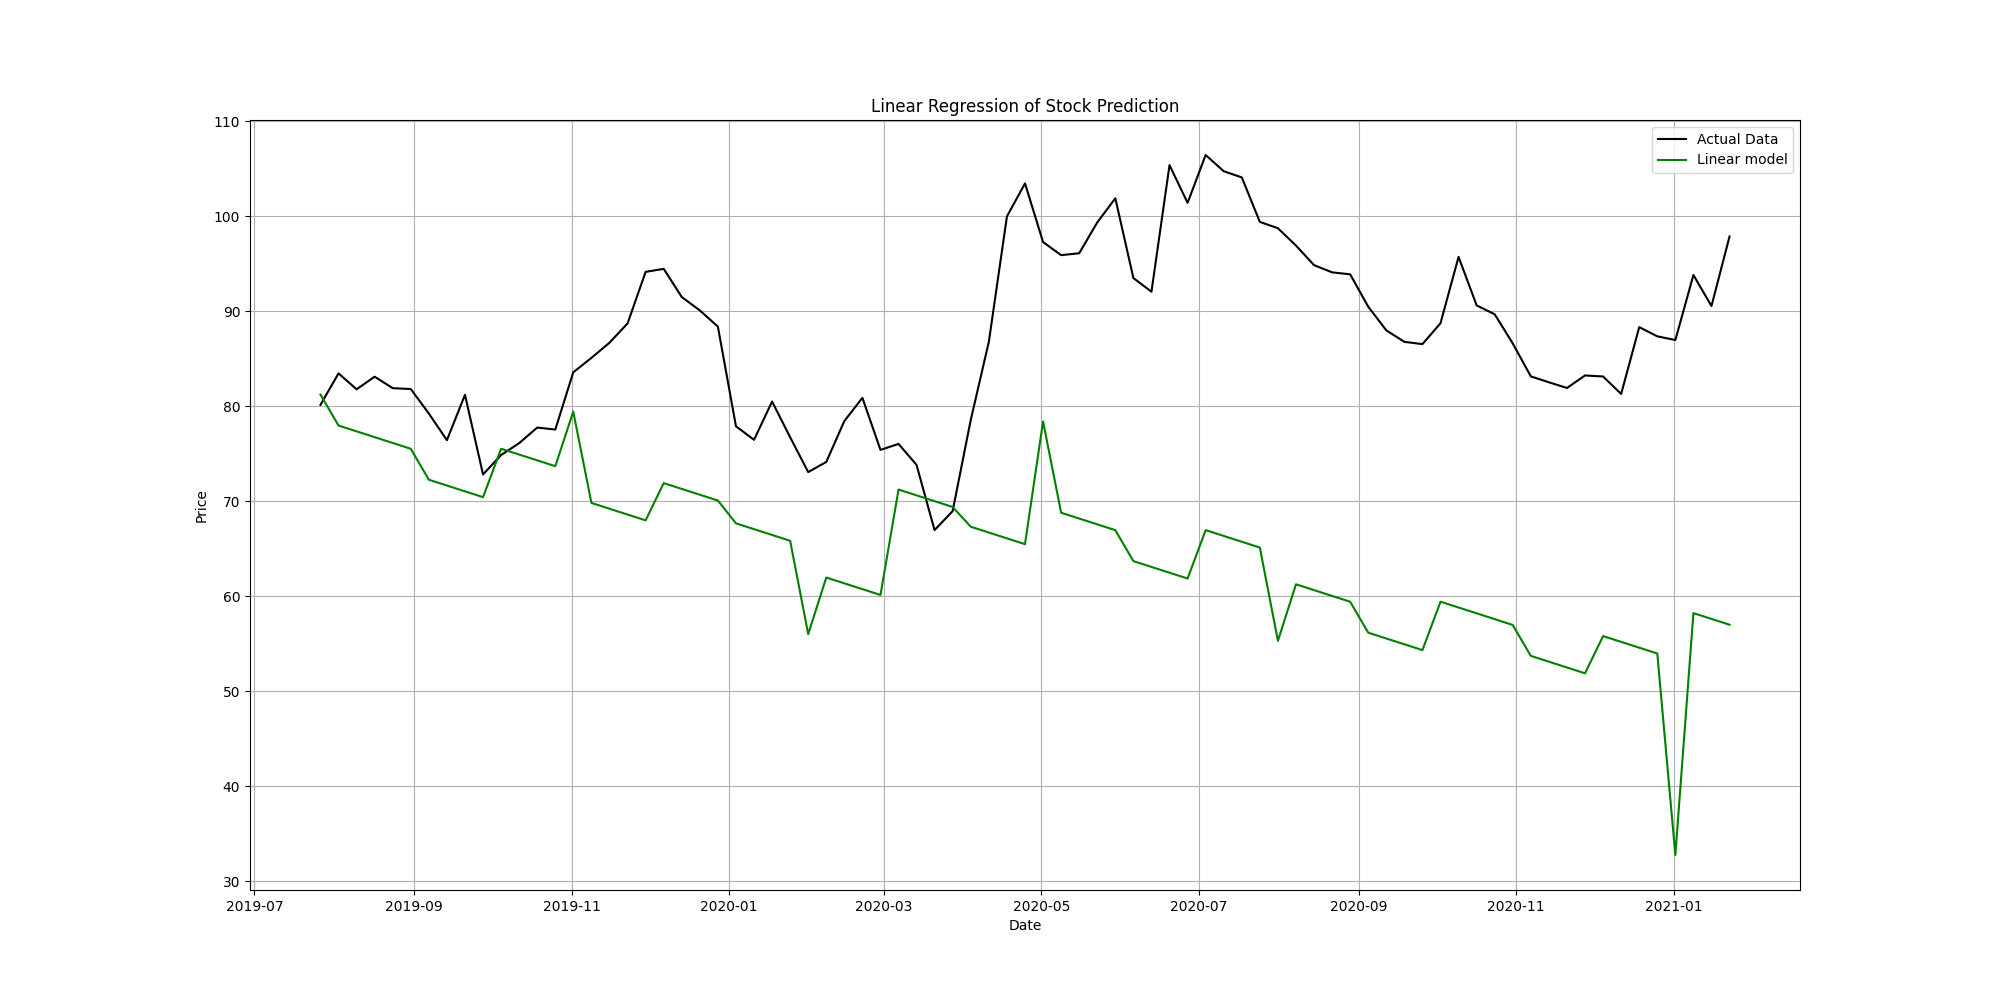 Linear Regression of Stock Prediction
Actual Data
Linear model
Price
110
100
90
80
70
60
50
40
30
2019-07 2019-09 2019-11 2020-01 2020-03 2020-05 2020-07 2020-09 2020-11 2021-01
Date